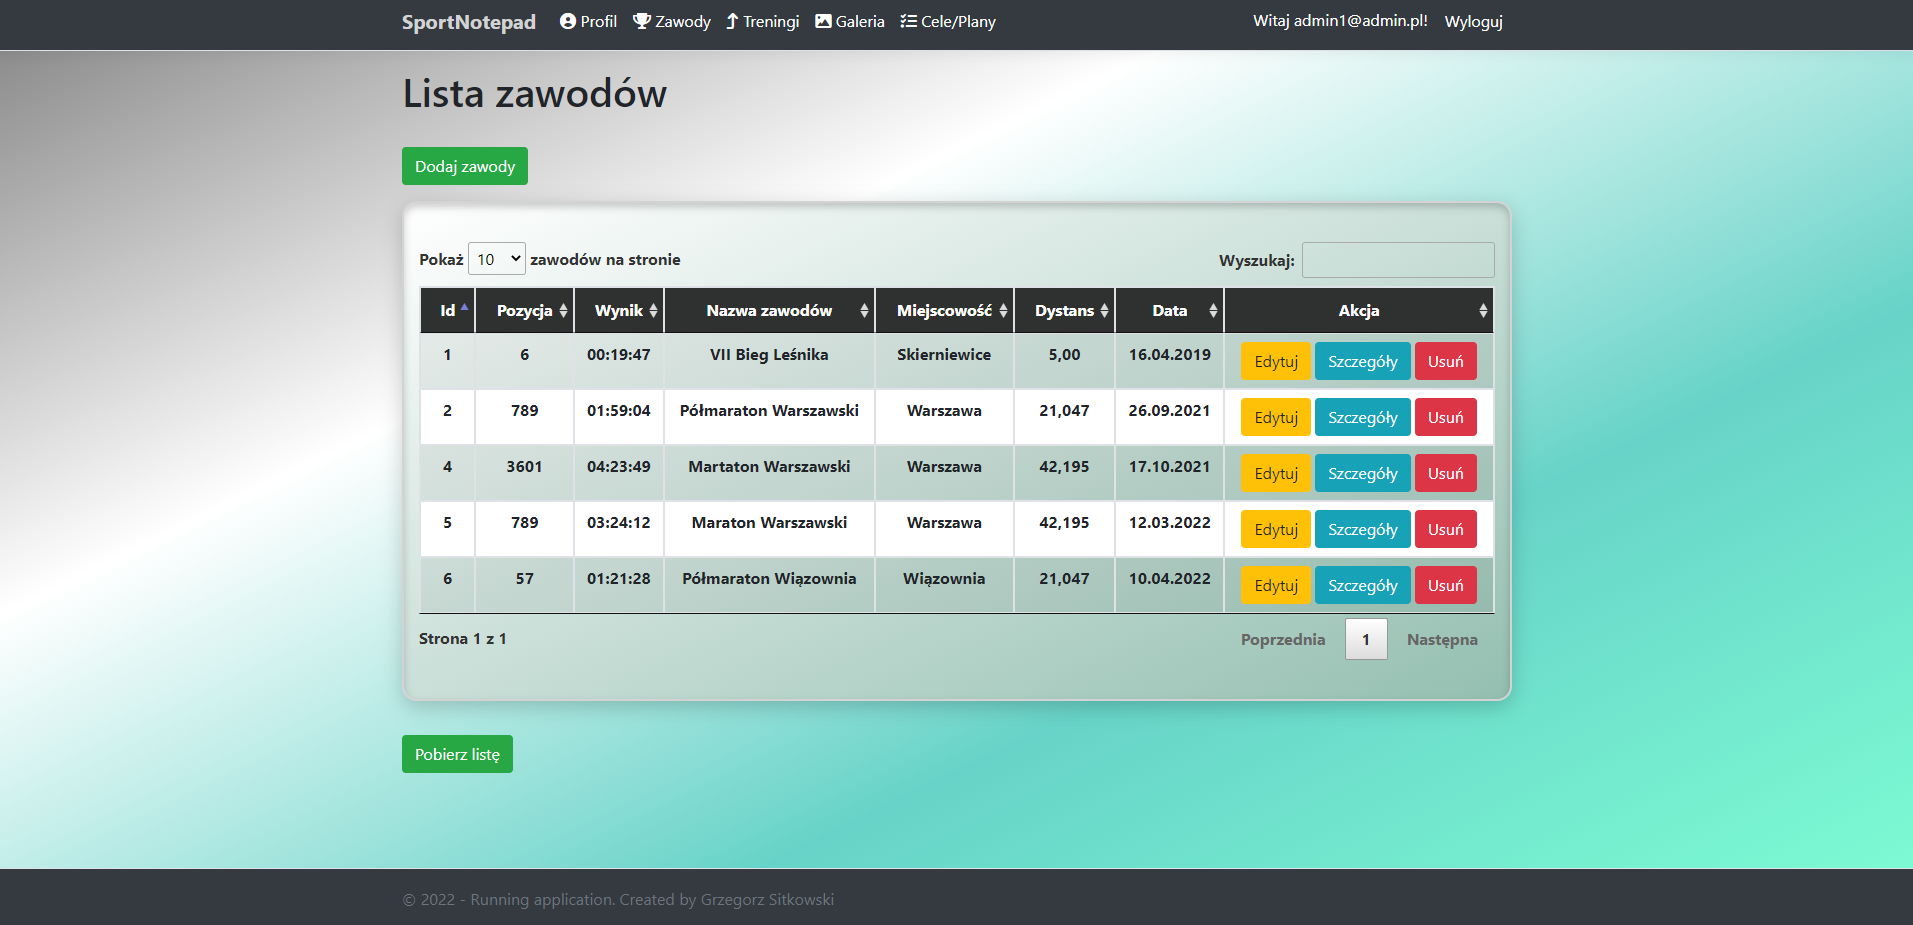 SportNotepad Profil Zawody Treningi Galeria Cele/Plany Witaj admin1@admin.pl! Wyloguj
Lista zawodów
Dodaj zawody
Pokaż 10 zawodów na stronie Wyszukaj:
Id Pozycja Wynik Nazwa zawodów Miejscowość Dystans Data Akcja
1 6 00:19:47 VII Bieg Leśnika Skierniewice 5,00 16.04.2019 Edytuj Szczegóły Usuń
2 789 01:59:04 Półmaraton Warszawski Warszawa 21,047 26.09.2021 Edytuj Szczegóły Usuń
4 3601 04:23:49 Martaton Warszawski Warszawa 42,195 17.10.2021 Edytuj Szczegóły Usuń
5 789 03:24:12 Maraton Warszawski Warszawa 42,195 12.03.2022 Edytuj Szczegóły Usuń
6 57 01:21:28 Półmaraton Wiązownia Wiązownia 21,047 10.04.2022 Edytuj Szczegóły Usuń
Strona 1 z 1 Poprzednia 1 Następna
Pobierz listę
© 2022 - Running application. Created by Grzegorz Sitkowski